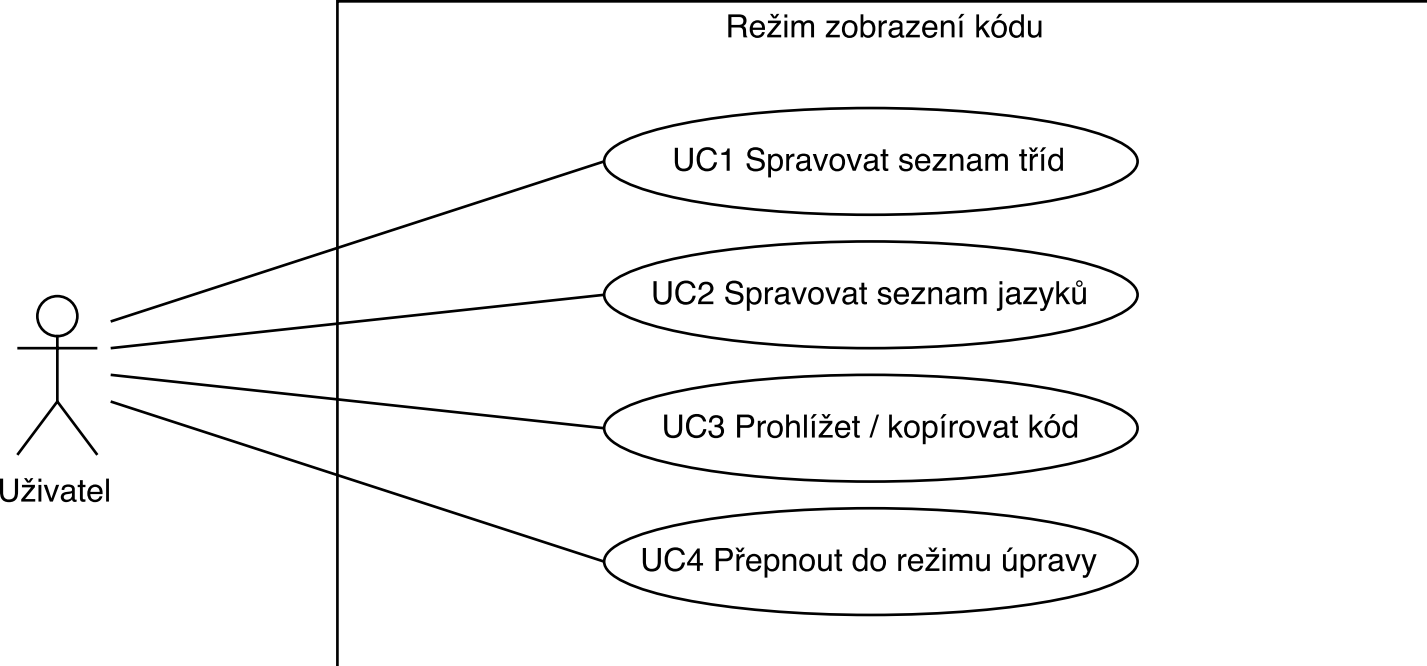 Režim zobrazení kódu
UC1 Spravovat seznam tříd
UC2 Spravovat seznam jazyků
UC3 Prohlížet / kopírovat kód
UC4 Přepnout do režimu úpravy
Uživatel